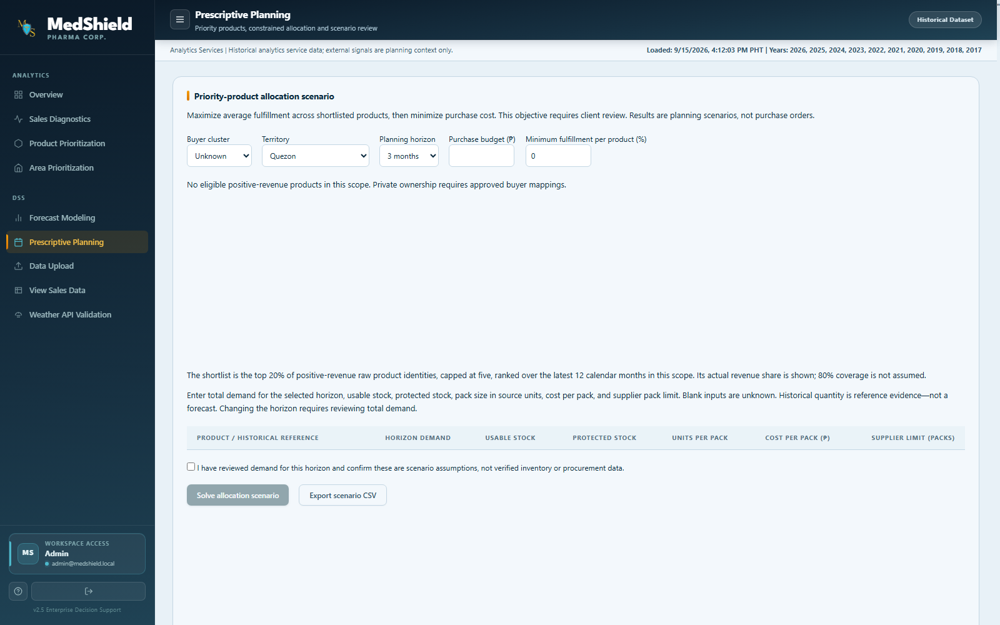 MS
MedShield
PHARMA CORP.
ANALYTICS
Overview
Sales Diagnostics
Product Prioritization
Area Prioritization
DSS
Forecast Modeling
Prescriptive Planning
Data Upload
View Sales Data
Weather API Validation
MS
WORKSPACE ACCESS
Admin
admin@medshield.local
v2.5 Enterprise Decision Support
Prescriptive Planning
Priority products, constrained allocation and scenario review
Historical Dataset
Analytics Services | Historical analytics service data; external signals are planning context only.
Loaded: 9/15/2026, 4:12:03 PM PHT | Years: 2026, 2025, 2024, 2023, 2022, 2021, 2020, 2019, 2018, 2017
Priority-product allocation scenario
Maximize average fulfillment across shortlisted products, then minimize purchase cost. This objective requires client review. Results are planning scenarios, not purchase orders.
Buyer cluster Territory Planning horizon Purchase budget (₱) Minimum fulfillment per product (%)
Unknown Quezon 3 months 0
No eligible positive-revenue products in this scope. Private ownership requires approved buyer mappings.
The shortlist is the top 20% of positive-revenue raw product identities, capped at five, ranked over the latest 12 calendar months in this scope. Its actual revenue share is shown; 80% coverage is not assumed.
Enter total demand for the selected horizon, usable stock, protected stock, pack size in source units, cost per pack, and supplier pack limit. Blank inputs are unknown. Historical quantity is reference evidence—not a
forecast. Changing the horizon requires reviewing total demand.
PRODUCT / HISTORICAL REFERENCE HORIZON DEMAND USABLE STOCK PROTECTED STOCK UNITS PER PACK COST PER PACK (₱) SUPPLIER LIMIT (PACKS)
I have reviewed demand for this horizon and confirm these are scenario assumptions, not verified inventory or procurement data.
Solve allocation scenario Export scenario CSV